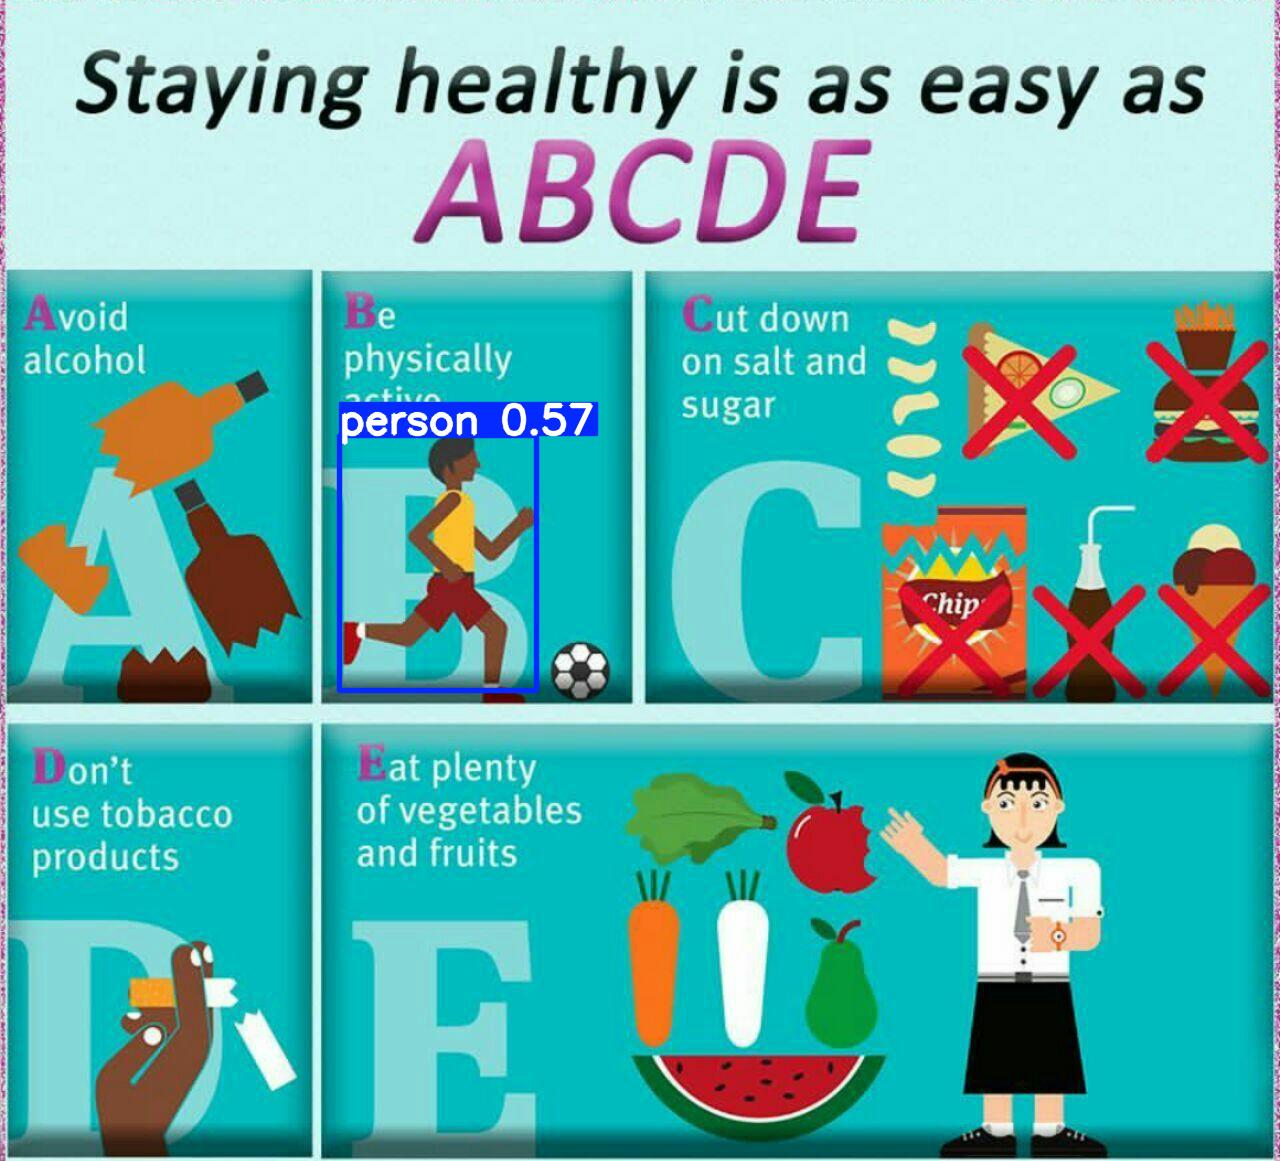 Staying healthy is as easy as
ABCDE
Avoid
alcohol
Be
physically
active
person 0.57
Cut down
on salt and
sugar
Chips
Don't
use tobacco
products
Eat plenty
of vegetables
and fruits
A
B
C
D
E